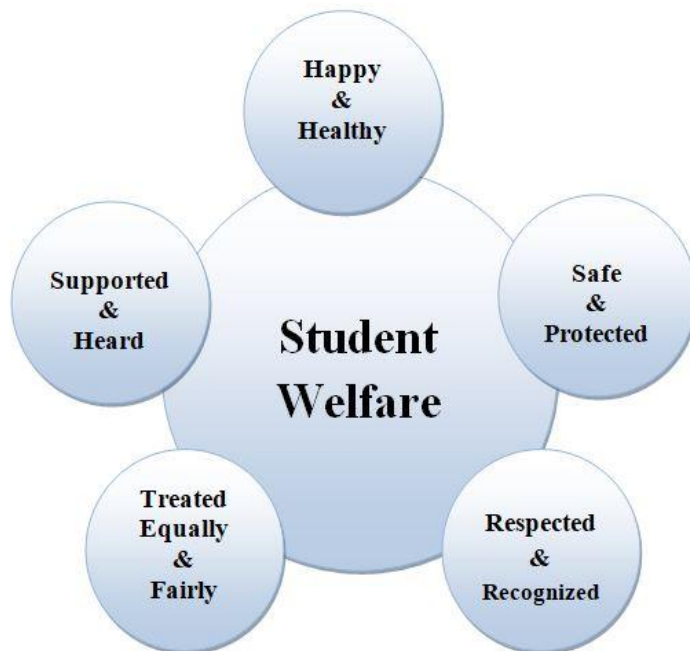 Happy
&
Healthy
Supported
&
Heard
Safe
&
Protected
Student
Welfare
Treated
Equally
&
Fairly
Respected
&
Recognized